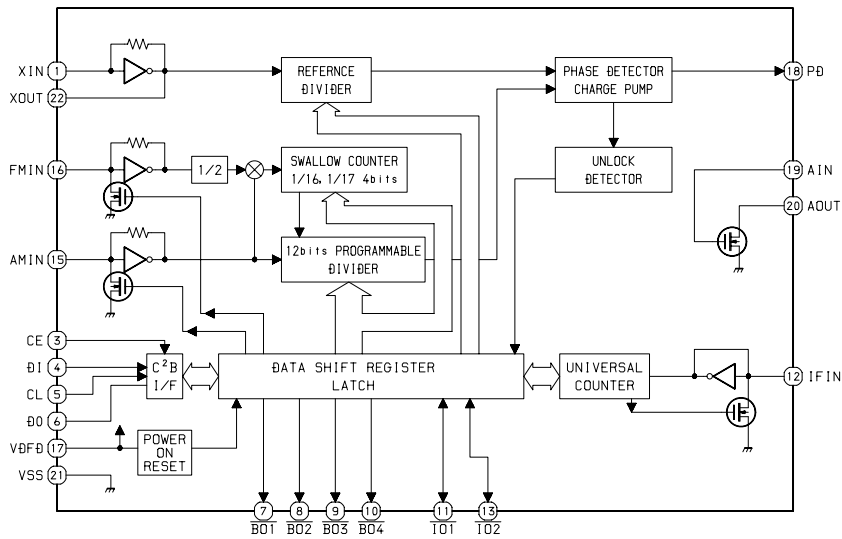 XIN 1
XOUT 22
REFERNCE
DIVIDER
PHASE DETECTOR
CHARGE PUMP
18 PD
FMIN 16
1/2
SWALLOW COUNTER
1/16, 1/17 4bits
UNLOCK
DETECTOR
19 AIN
20 AOUT
AMIN 15
12bits PROGRAMMABLE
DIVIDER
CE 3
DI 4
CL 5
DO 6
C²B
I/F
DATA SHIFT REGISTER
LATCH
UNIVERSAL
COUNTER
12 IFIN
VDFD 17
POWER
ON
RESET
VSS 21
7 8 9 10 11 13
BO1 BO2 BO3 BO4 IO1 IO2